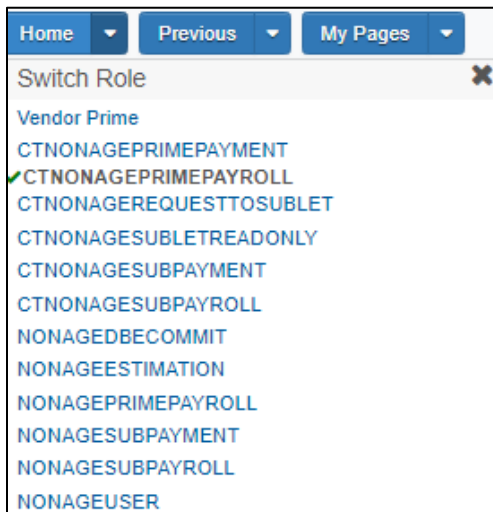 Home Previous My Pages
Switch Role
Vendor Prime
CTNONAGEPRIMEPAYMENT
CTNONAGEPRIMEPAYROLL
CTNONAGEREQUESTTOSUBLET
CTNONAGESUBLETREADONLY
CTNONAGESUBPAYMENT
CTNONAGESUBPAYROLL
NONAGEDBECOMMIT
NONAGEESTIMATION
NONAGEPRIMEPAYROLL
NONAGESUBPAYMENT
NONAGESUBPAYROLL
NONAGEUSER